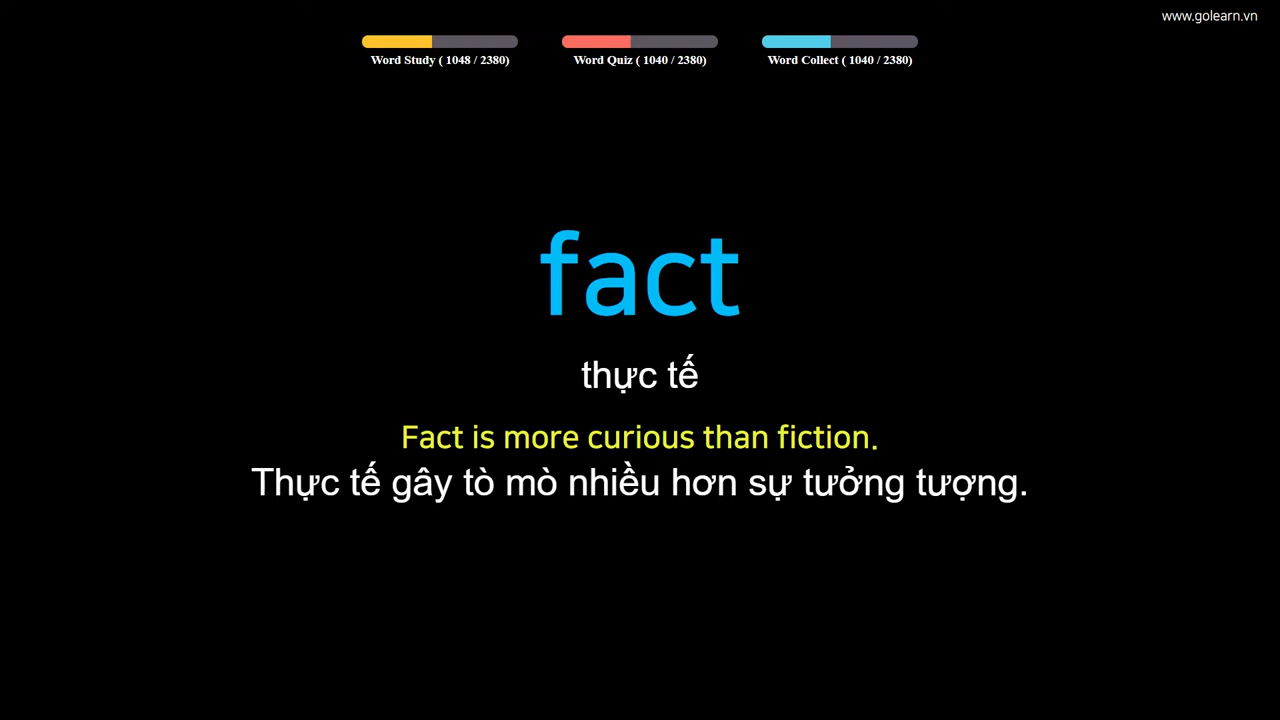 www.golearn.vn
Word Study ( 1048 / 2380)
Word Quiz ( 1040 / 2380)
Word Collect ( 1040 / 2380)
fact
thực tế
Fact is more curious than fiction.
Thực tế gây tò mò nhiều hơn sự tưởng tượng.